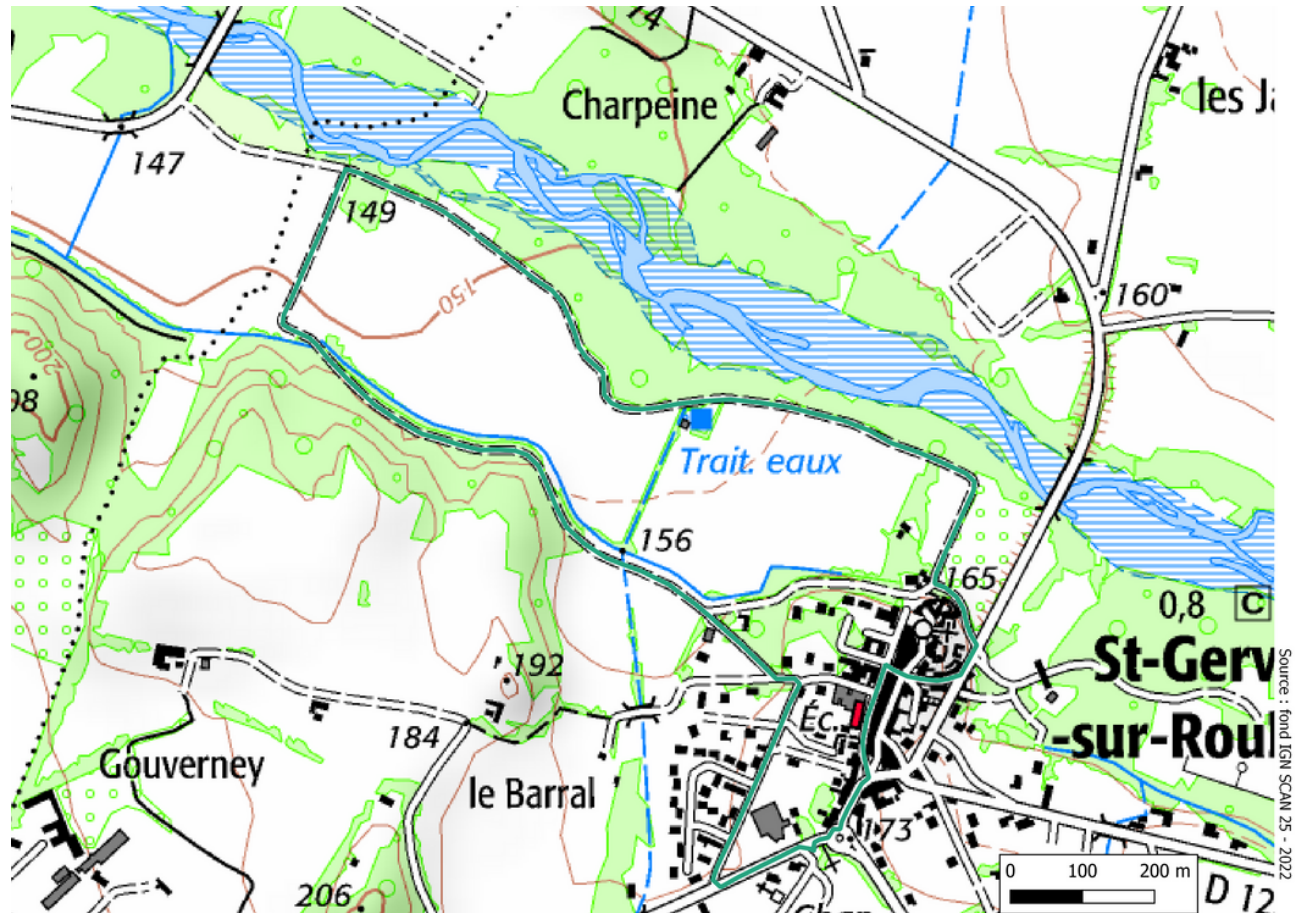 14
Charpeine
les Ja
147
149
160
150
200
98
Trait. eaux
156
165
0,8 C
St-Gerv
-sur-Roul
192
Éc.
184
Gouverney
le Barral
173
206
0 100 200 m
D 12
Source : fond IGN SCAN 25 - 2022